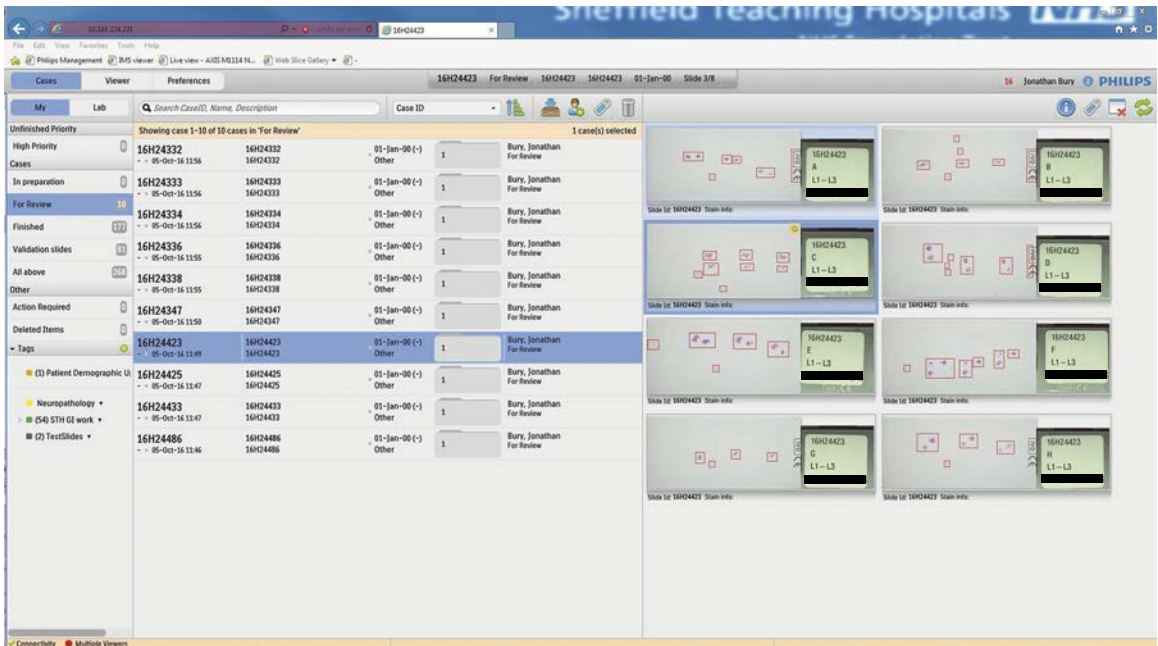 Sheffield Teaching Hospitals
16H24423
File Edit View Favorites Tools Help
Philips Management IMS viewer Live view - AXIS M1114 N... Web Slice Gallery
Cases Viewer Preferences
16H24423 For Review 16H24423 16H24423 01-Jan-00 Slide 3/8
16 Jonathan Bury PHILIPS
My Lab
Search CaseID, Name, Description
Case ID
Unfinished Priority
High Priority 0
Cases
In preparation 0
For Review 10
Finished
Validation slides
All above
Other
Action Required 0
Deleted Items 0
Tags
(1) Patient Demographic
Neuropathology
(54) STH GI work
(2) TestSlides
Showing case 1-10 of 10 cases in 'For Review' 1 case(s) selected
16H24332 16H24332 01-Jan-00 (-) 1 Bury, Jonathan
- - 05-Oct-16 11:56 16H24332 Other For Review
16H24333 16H24333 01-Jan-00 (-) 1 Bury, Jonathan
- - 05-Oct-16 11:56 16H24333 Other For Review
16H24334 16H24334 01-Jan-00 (-) 1 Bury, Jonathan
- - 05-Oct-16 11:56 16H24334 Other For Review
16H24336 16H24336 01-Jan-00 (-) 1 Bury, Jonathan
- - 05-Oct-16 11:55 16H24336 Other For Review
16H24338 16H24338 01-Jan-00 (-) 1 Bury, Jonathan
- - 05-Oct-16 11:55 16H24338 Other For Review
16H24347 16H24347 01-Jan-00 (-) 1 Bury, Jonathan
- - 05-Oct-16 11:50 16H24347 Other For Review
16H24423 16H24423 01-Jan-00 (-) 1 Bury, Jonathan
- - 05-Oct-16 11:49 16H24423 Other For Review
16H24425 16H24425 01-Jan-00 (-) 1 Bury, Jonathan
- - 05-Oct-16 11:47 16H24425 Other For Review
16H24433 16H24433 01-Jan-00 (-) 1 Bury, Jonathan
- - 05-Oct-16 11:47 16H24433 Other For Review
16H24486 16H24486 01-Jan-00 (-) 1 Bury, Jonathan
- - 05-Oct-16 11:46 16H24486 Other For Review
16H24423
A
L1-L3
Slide Id: 16H24423 Stain info:
16H24423
B
L1-L3
Slide Id: 16H24423 Stain info:
16H24423
C
L1-L3
Slide Id: 16H24423 Stain info:
16H24423
D
L1-L3
Slide Id: 16H24423 Stain info:
16H24423
E
L1-L3
Slide Id: 16H24423 Stain info:
16H24423
F
L1-L3
Slide Id: 16H24423 Stain info:
16H24423
G
L1-L3
Slide Id: 16H24423 Stain info:
16H24423
H
L1-L3
Slide Id: 16H24423 Stain info:
Connectivity Multiple Viewers